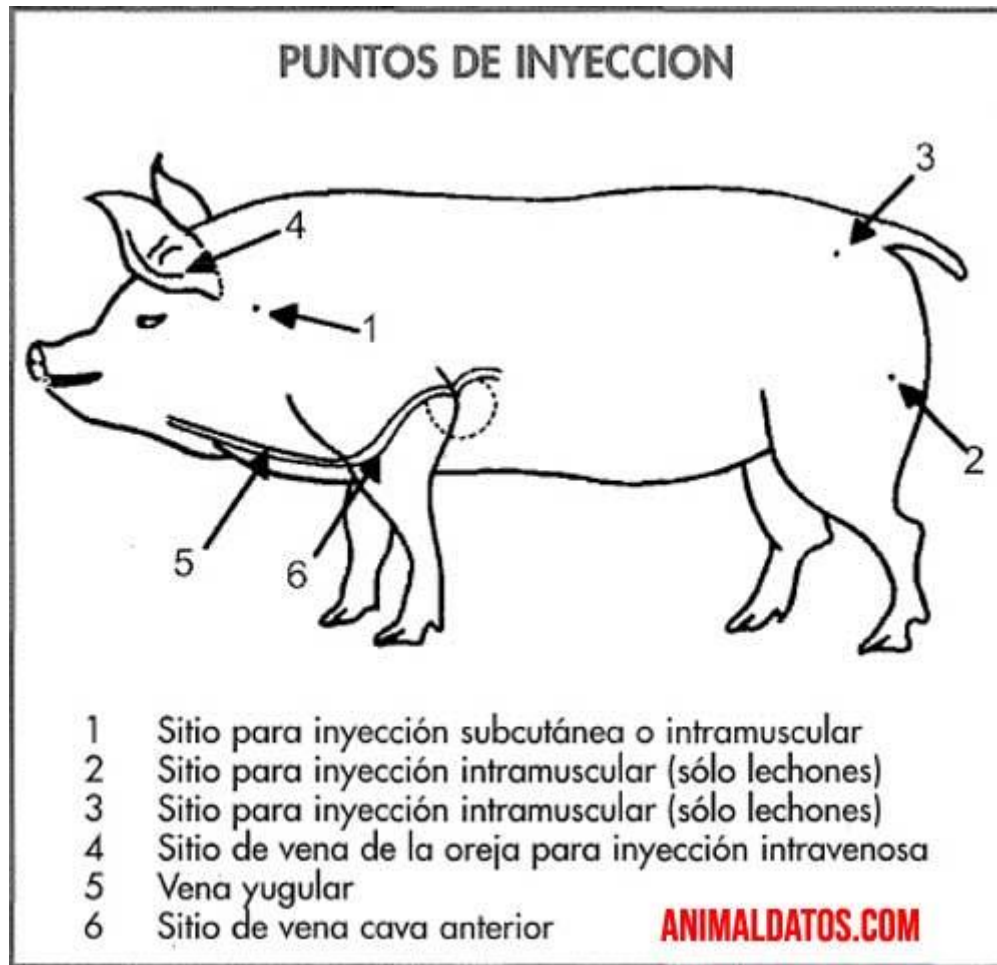 PUNTOS DE INYECCION
3
4
1
2
5
6
1 Sitio para inyección subcutánea o intramuscular
2 Sitio para inyección intramuscular (sólo lechones)
3 Sitio para inyección intramuscular (sólo lechones)
4 Sitio de vena de la oreja para inyección intravenosa
5 Vena yugular
6 Sitio de vena cava anterior
ANIMALDATOS.COM